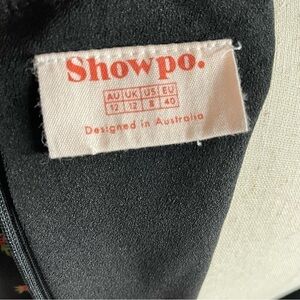 Showpo.
AU UK US EU
12 12 8 40
Designed in Australia